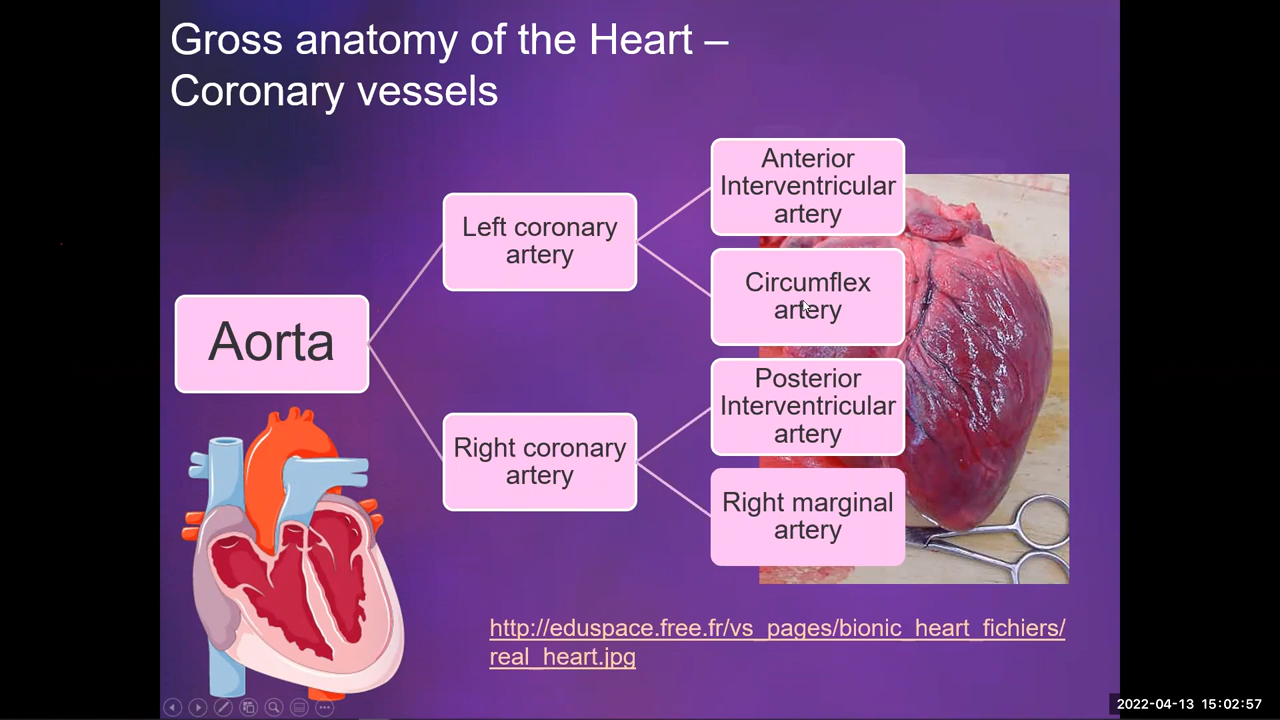 Gross anatomy of the Heart –
Coronary vessels
Aorta
Left coronary
artery
Right coronary
artery
Anterior
Interventricular
artery
Circumflex
artery
Posterior
Interventricular
artery
Right marginal
artery
http://eduspace.free.fr/vs_pages/bionic_heart_fichiers/
real_heart.jpg
2022-04-13 15:02:57